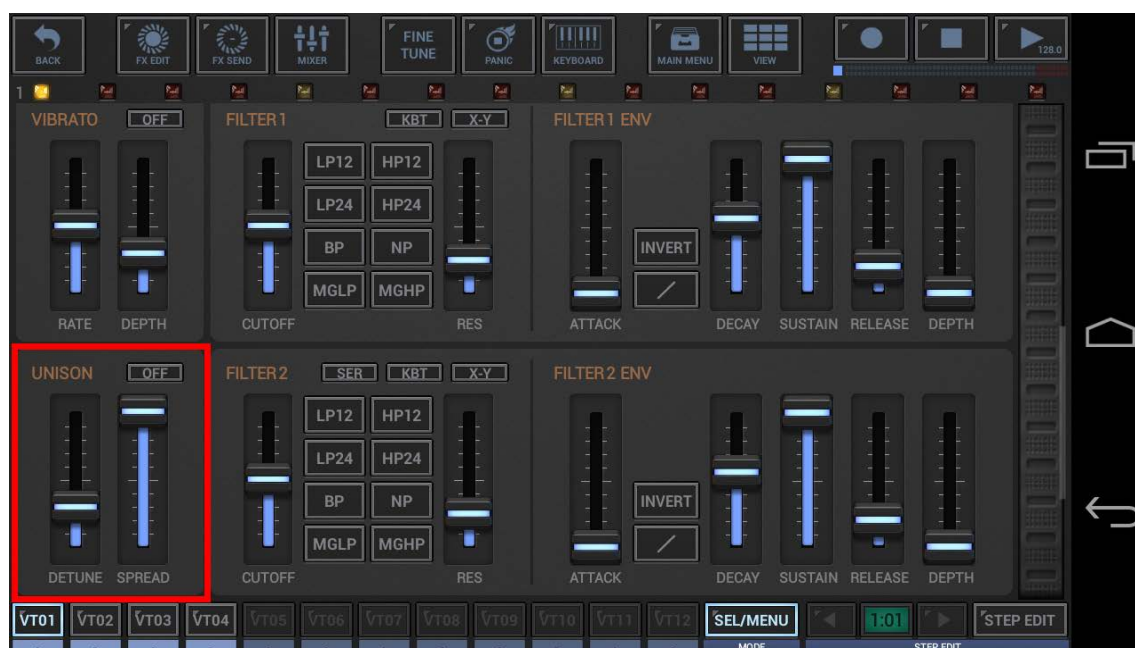 BACK FX EDIT FX SEND MIXER FINE TUNE PANIC KEYBOARD MAIN MENU VIEW 128.0
1
VIBRATO OFF FILTER 1 KBT X-Y FILTER 1 ENV
LP12 HP12
LP24 HP24
BP NP INVERT
MGLP MGHP
RATE DEPTH CUTOFF RES ATTACK DECAY SUSTAIN RELEASE DEPTH
UNISON OFF FILTER 2 SER KBT X-Y FILTER 2 ENV
LP12 HP12
LP24 HP24
BP NP INVERT
MGLP MGHP
DETUNE SPREAD CUTOFF RES ATTACK DECAY SUSTAIN RELEASE DEPTH
VT01 VT02 VT03 VT04 VT05 VT06 VT07 VT08 VT09 VT10 VT11 VT12 SEL/MENU 1:01 STEP EDIT
MODE STEP EDIT